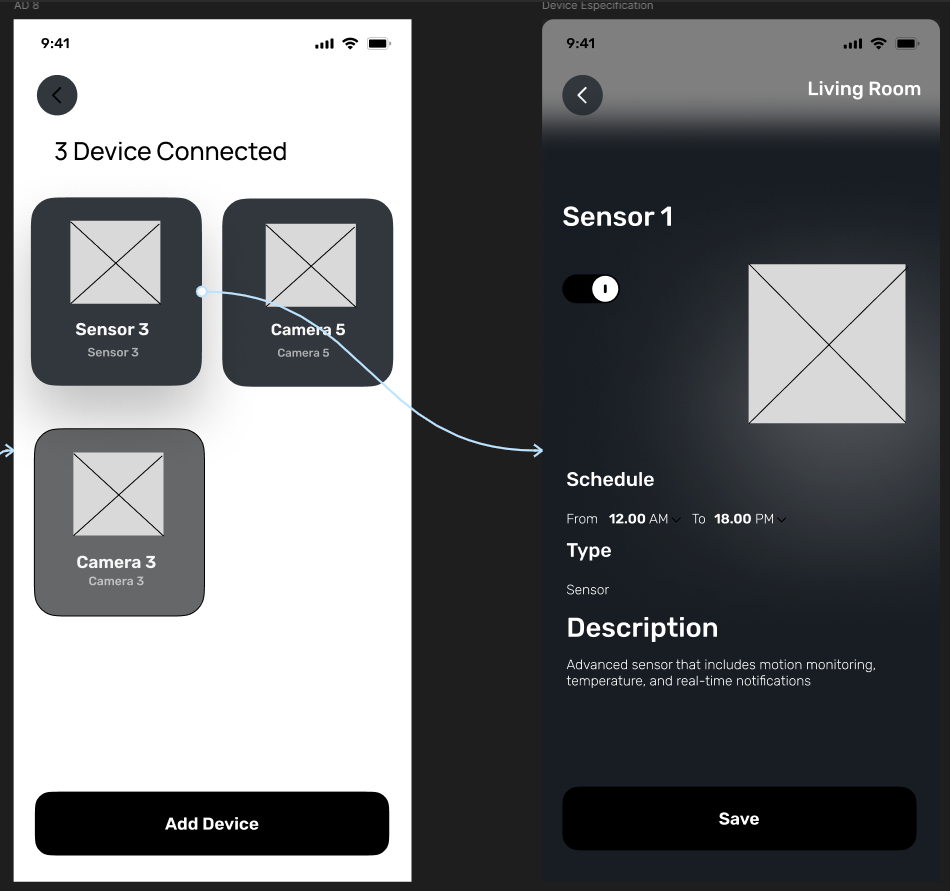 AD 8
9:41
3 Device Connected
Sensor 3
Sensor 3
Camera 5
Camera 5
Camera 3
Camera 3
Add Device
Device Especification
9:41
Living Room
Sensor 1
Schedule
From 12.00 AM To 18.00 PM
Type
Sensor
Description
Advanced sensor that includes motion monitoring,
temperature, and real-time notifications
Save